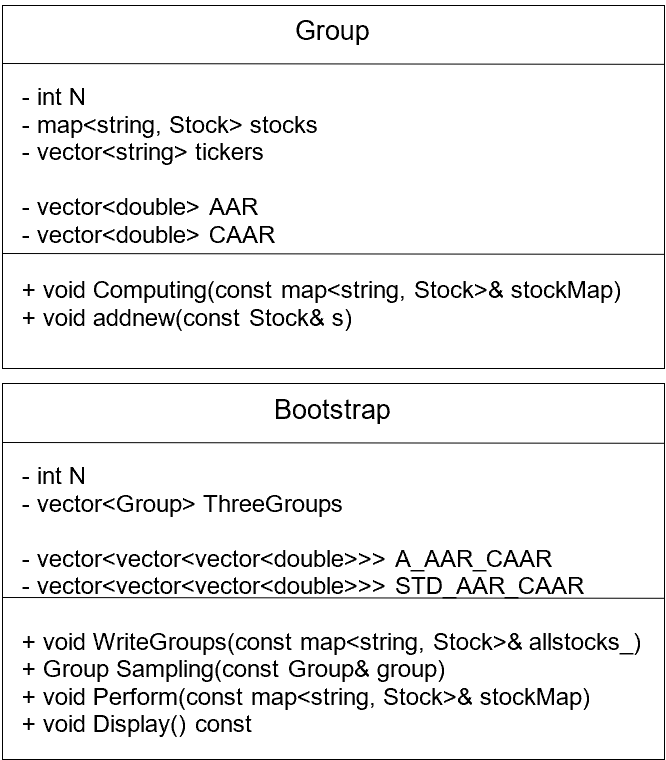 Group
- int N
- map<string, Stock> stocks
- vector<string> tickers
- vector<double> AAR
- vector<double> CAAR
+ void Computing(const map<string, Stock>& stockMap)
+ void addnew(const Stock& s)
Bootstrap
- int N
- vector<Group> ThreeGroups
- vector<vector<vector<double>>> A_AAR_CAAR
- vector<vector<vector<double>>> STD_AAR_CAAR
+ void WriteGroups(const map<string, Stock>& allstocks_)
+ Group Sampling(const Group& group)
+ void Perform(const map<string, Stock>& stockMap)
+ void Display() const